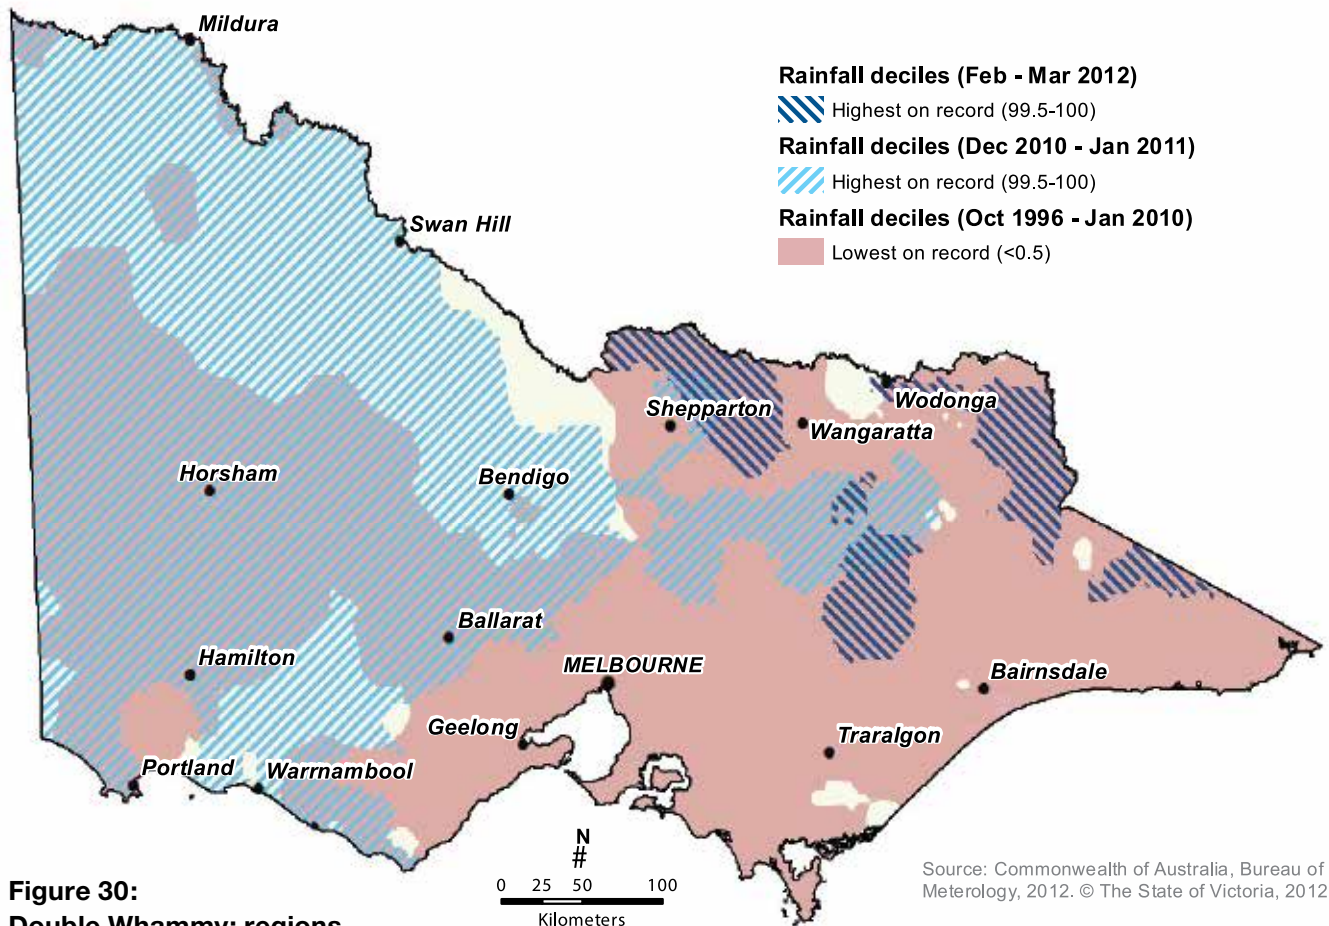 Mildura
Rainfall deciles (Feb - Mar 2012)
Highest on record (99.5-100)
Rainfall deciles (Dec 2010 - Jan 2011)
Highest on record (99.5-100)
Rainfall deciles (Oct 1996 - Jan 2010)
Lowest on record (<0.5)
Swan Hill
Wodonga
Shepparton
Wangaratta
Horsham
Bendigo
Ballarat
Hamilton
MELBOURNE
Bairnsdale
Geelong
Traralgon
Portland
Warrnambool
N
#
0 25 50 100
Kilometers
Source: Commonwealth of Australia, Bureau of
Meterology, 2012. © The State of Victoria, 2012
Figure 30:
Double Whammy: regions